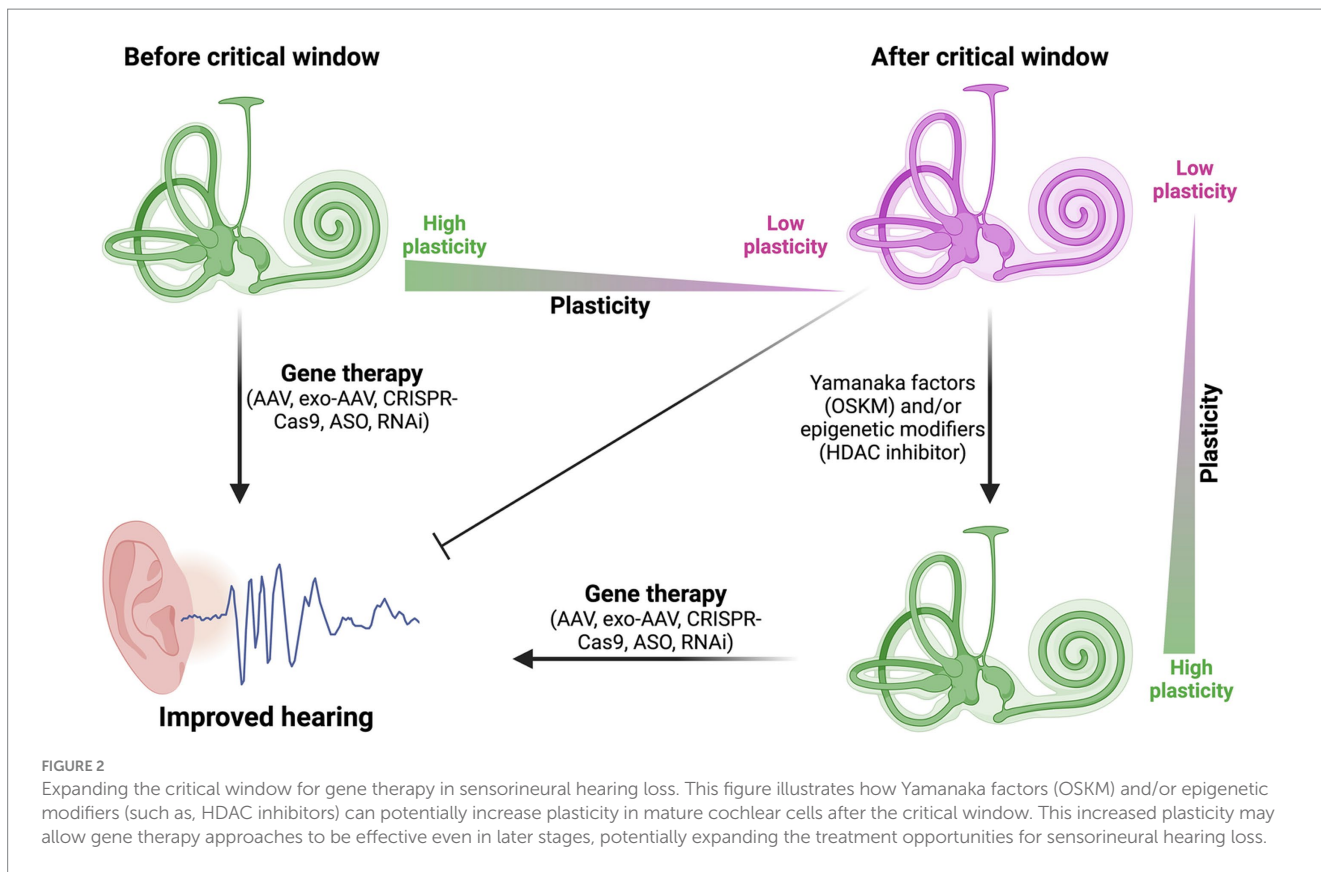 Before critical window
After critical window
High
plasticity
Low
plasticity
Plasticity
Low
plasticity
Gene therapy
(AAV, exo-AAV, CRISPR-
Cas9, ASO, RNAi)
Yamanaka factors
(OSKM) and/or
epigenetic modifiers
(HDAC inhibitor)
Plasticity
Gene therapy
(AAV, exo-AAV, CRISPR-
Cas9, ASO, RNAi)
High
plasticity
Improved hearing
FIGURE 2
Expanding the critical window for gene therapy in sensorineural hearing loss. This figure illustrates how Yamanaka factors (OSKM) and/or epigenetic
modifiers (such as, HDAC inhibitors) can potentially increase plasticity in mature cochlear cells after the critical window. This increased plasticity may
allow gene therapy approaches to be effective even in later stages, potentially expanding the treatment opportunities for sensorineural hearing loss.